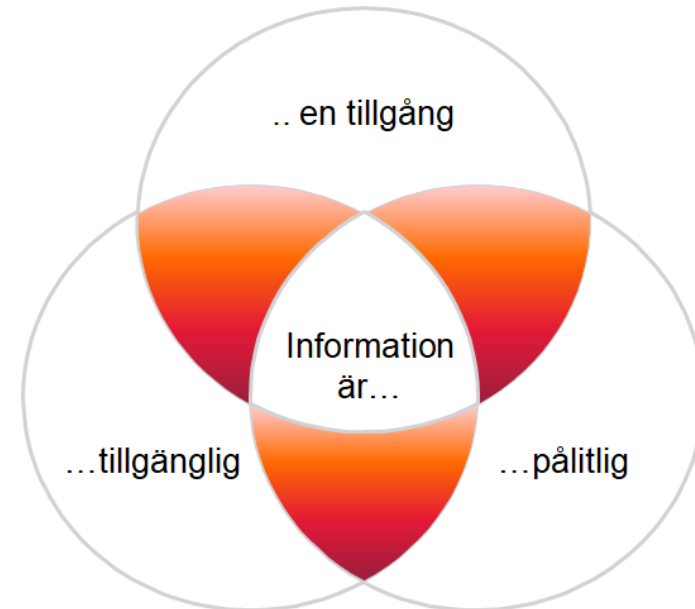 .. en tillgång
Information
är…
…tillgänglig
…pålitlig